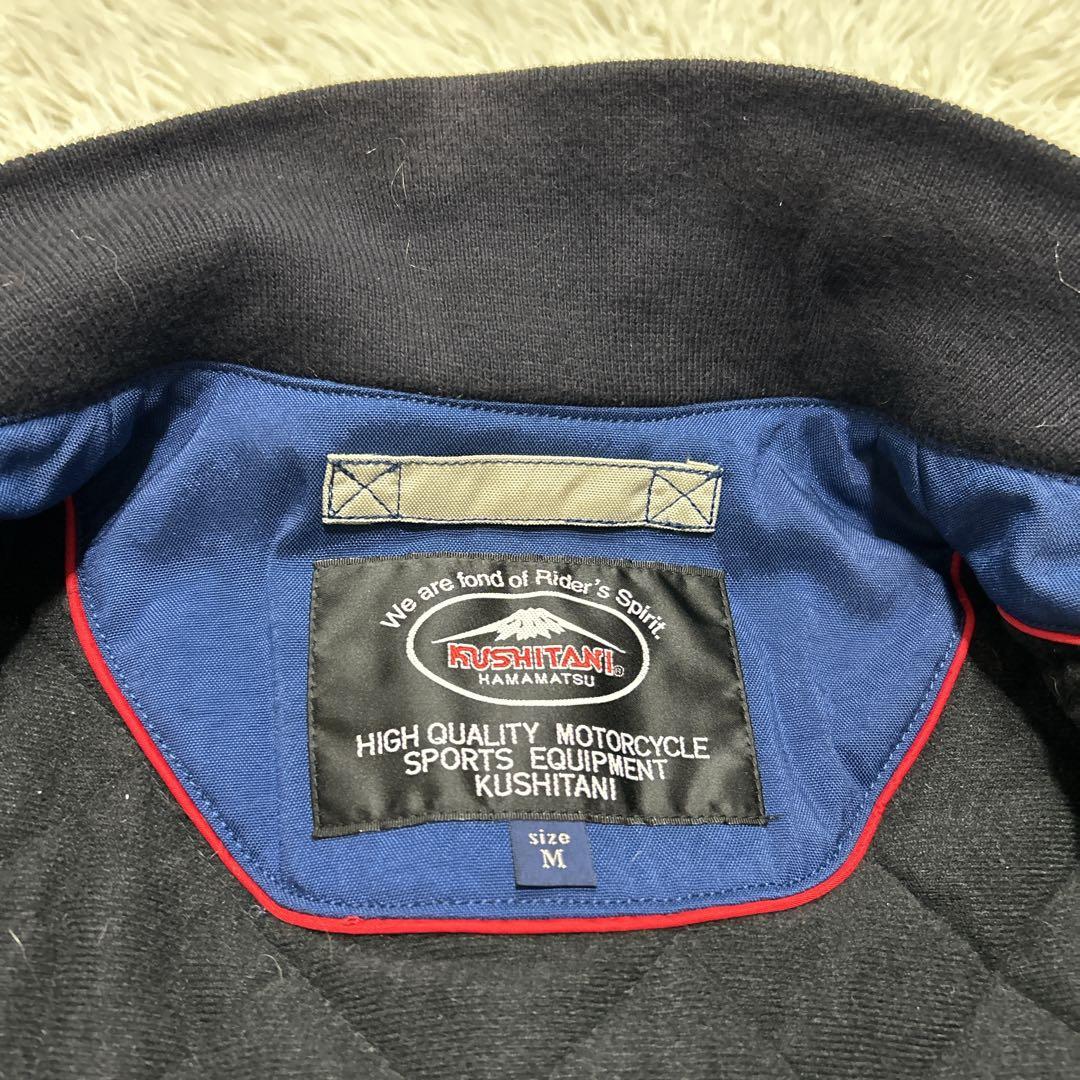 We are fond of Rider's Spirit.
KUSHITANI®
HAMAMATSU
HIGH QUALITY MOTORCYCLE
SPORTS EQUIPMENT
KUSHITANI
size
M